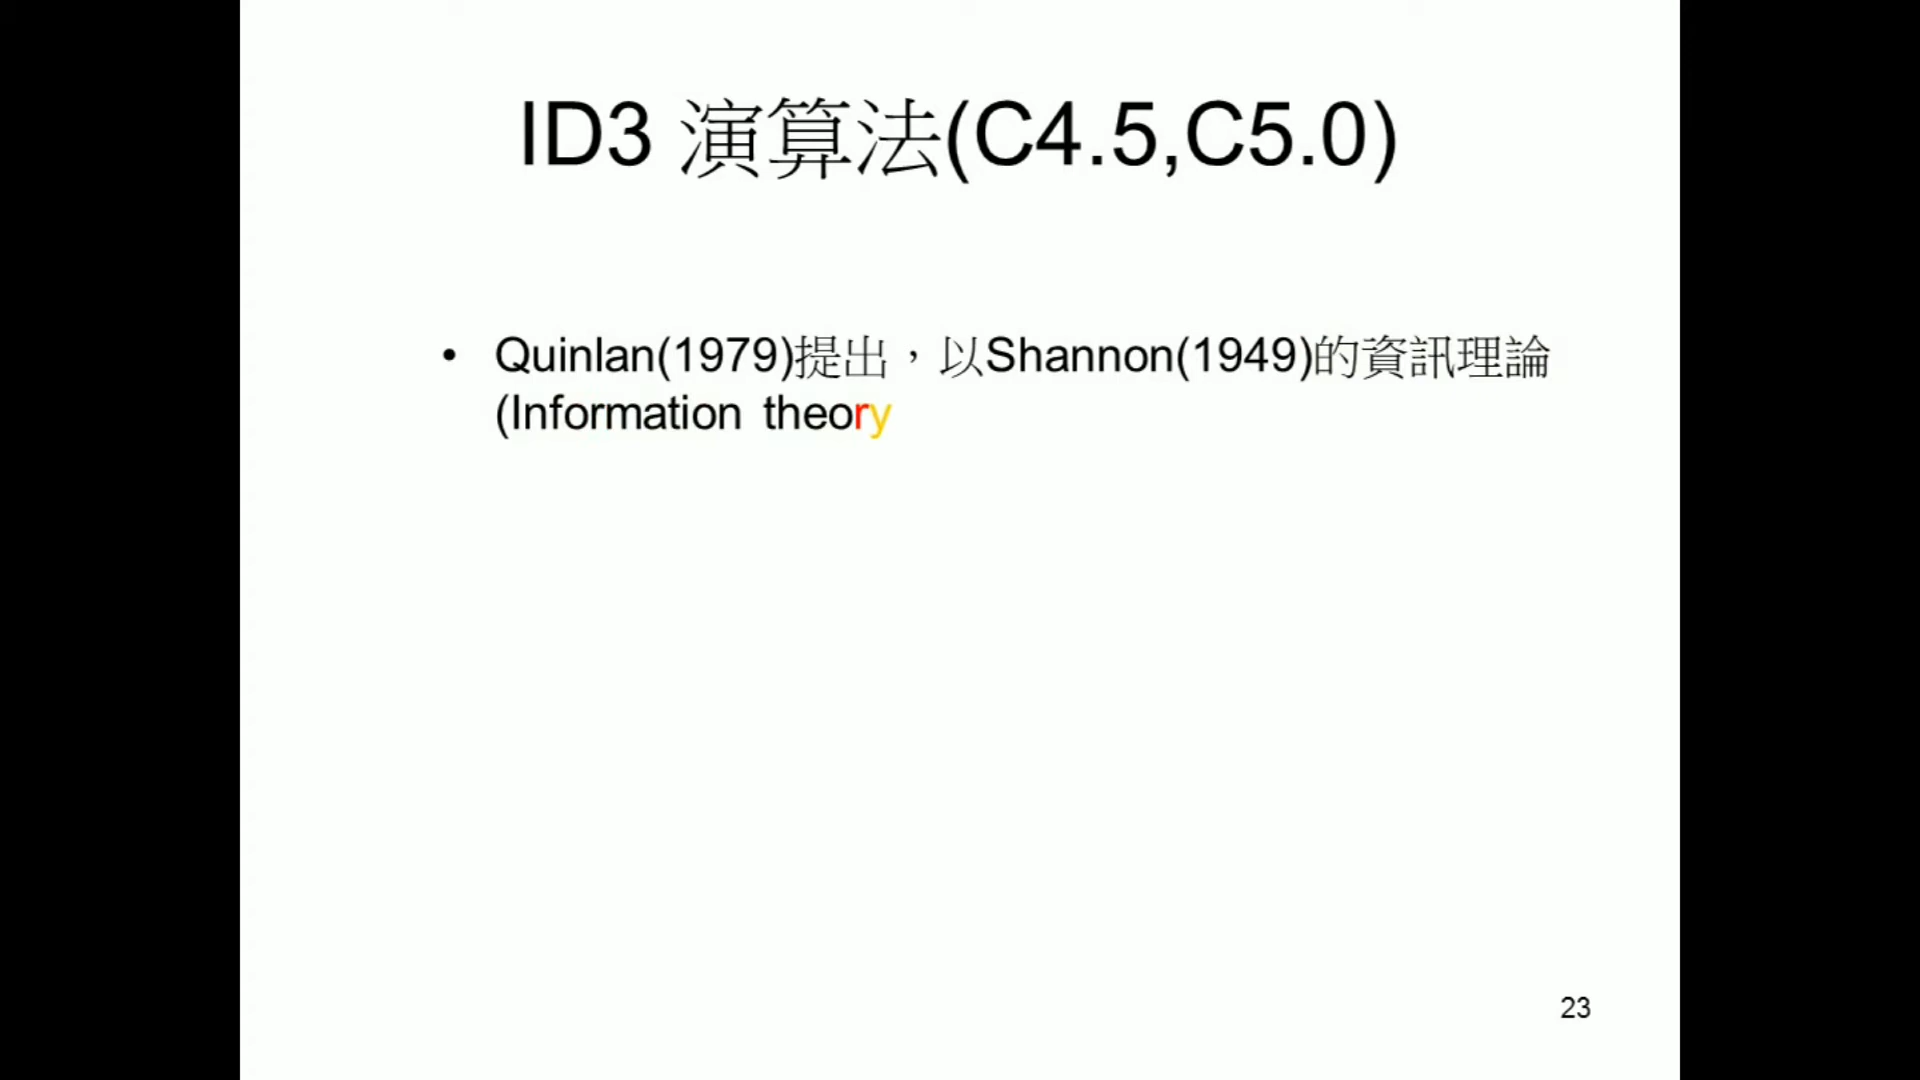 ID3 演算法(C4.5,C5.0)
• Quinlan(1979)提出，以Shannon(1949)的資訊理論
(Information theory
23